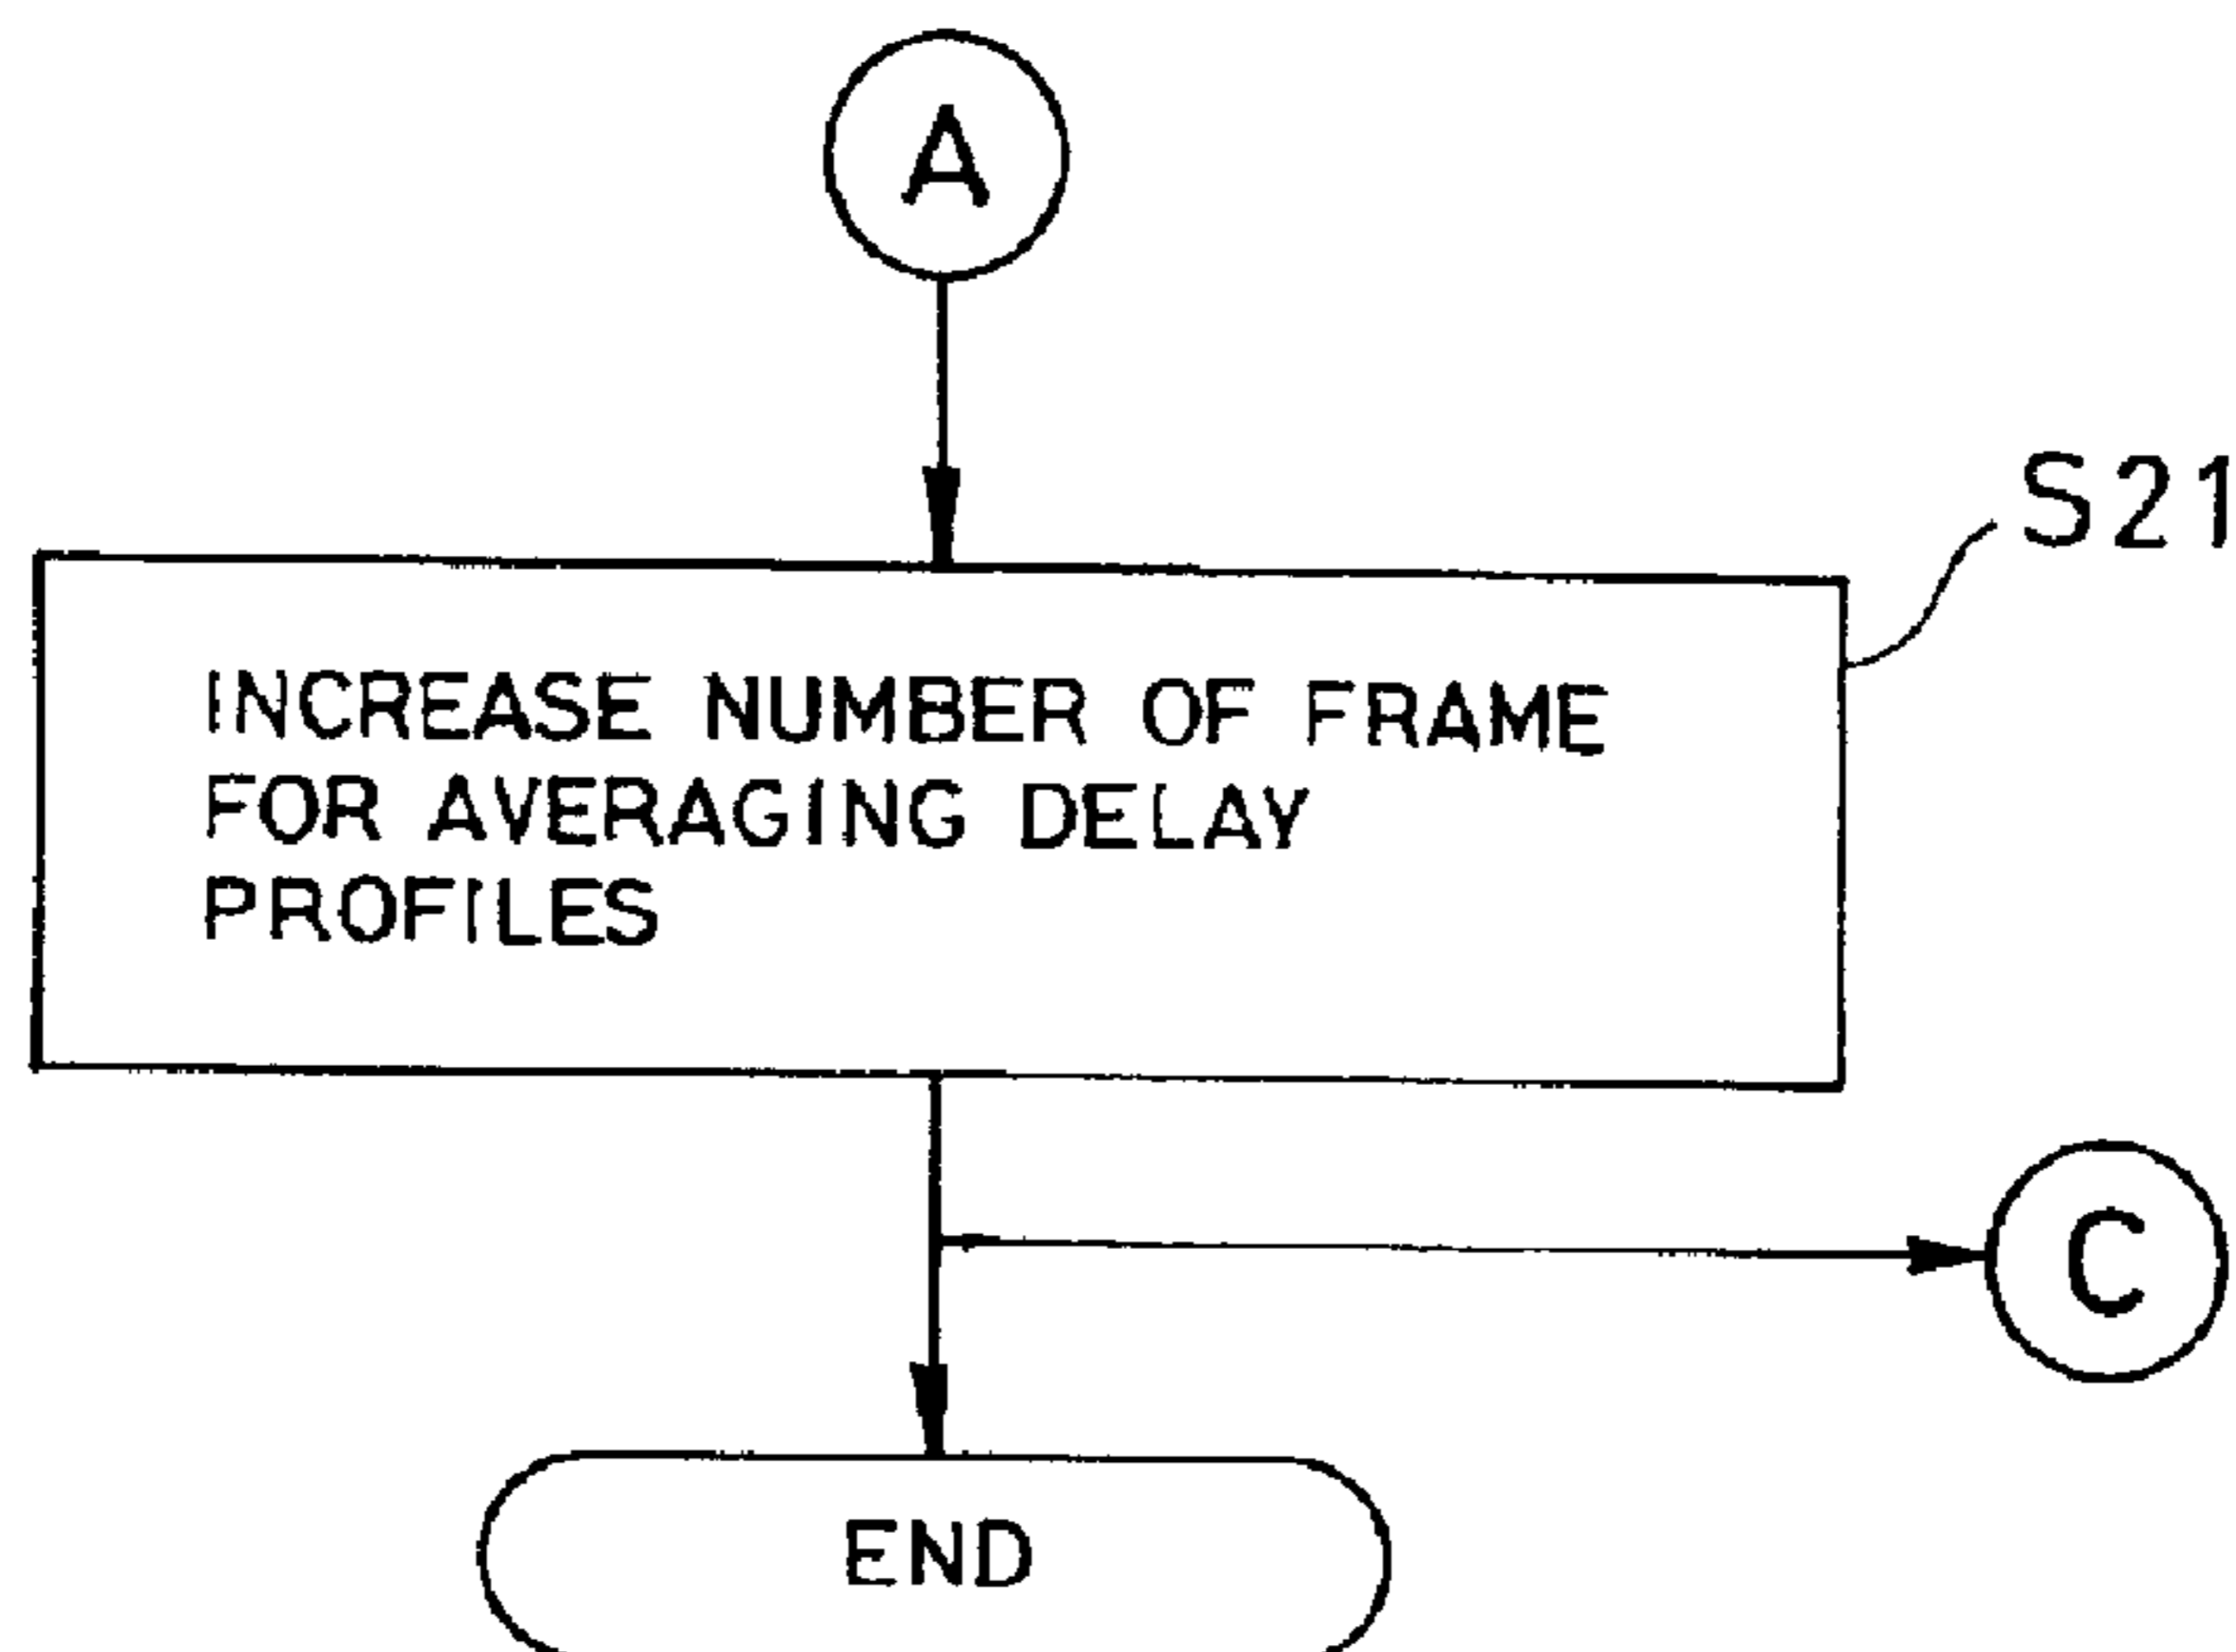 A
S21
INCREASE NUMBER OF FRAME
FOR AVERAGING DELAY
PROFILES
C
END